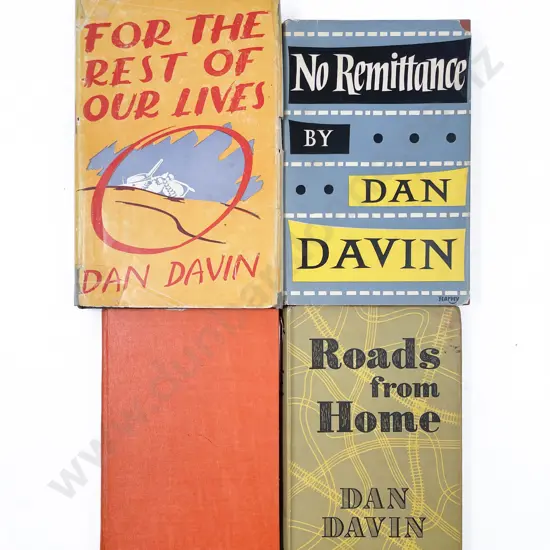 FOR THE
REST OF
OUR LIVES
DAN DAVIN
No Remittance
BY
DAN
DAVIN
Roads
from
Home
DAN
DAVIN